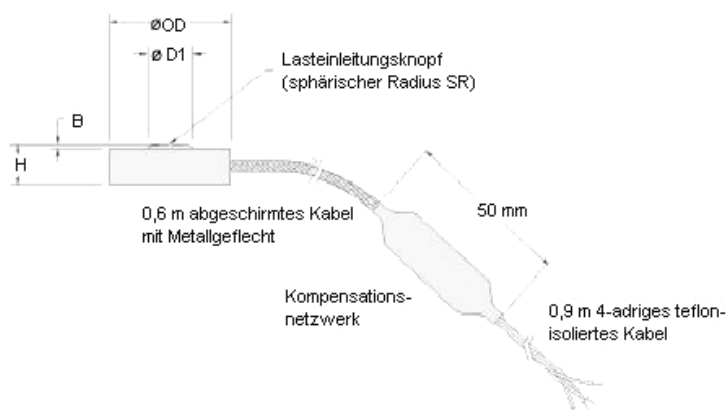 ØOD
Ø D1
Lasteinleitungsknopf
(sphärischer Radius SR)
B
H
0,6 m abgeschirmtes Kabel
mit Metallgeflecht
50 mm
Kompensations-
netzwerk
0,9 m 4-adriges teflon-
isoliertes Kabel